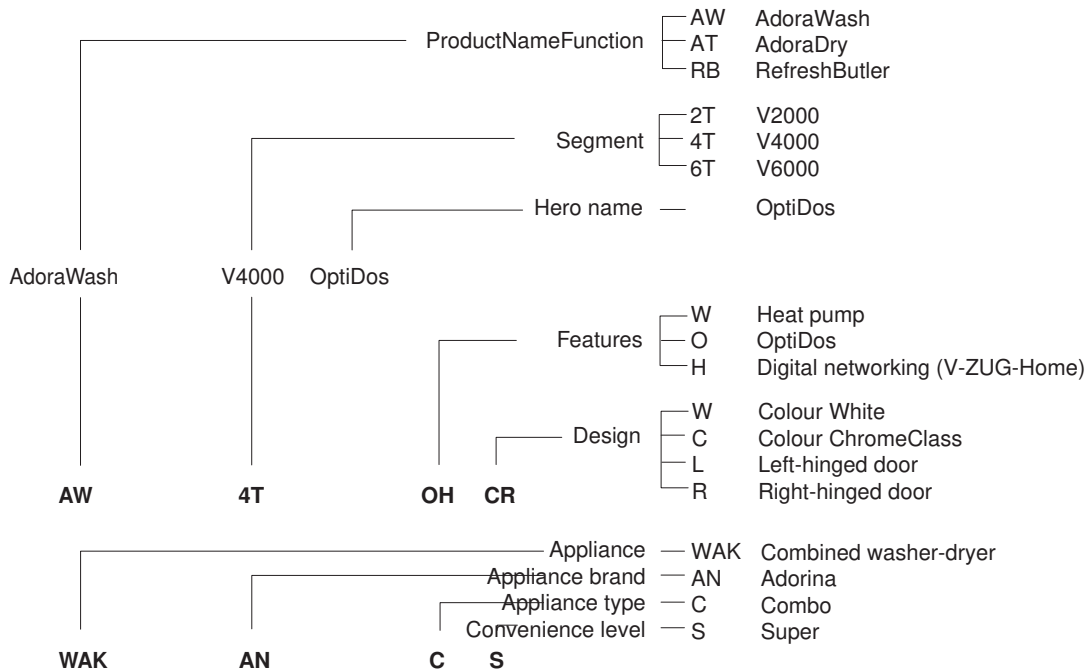 AW AdoraWash
ProductNameFunction AT AdoraDry
RB RefreshButler
2T V2000
Segment 4T V4000
6T V6000
Hero name OptiDos
AdoraWash V4000 OptiDos
W Heat pump
Features O OptiDos
H Digital networking (V-ZUG-Home)
W Colour White
Design C Colour ChromeClass
L Left-hinged door
AW 4T OH CR R Right-hinged door
Appliance WAK Combined washer-dryer
Appliance brand AN Adorina
Appliance type C Combo
Convenience level S Super
WAK AN C S